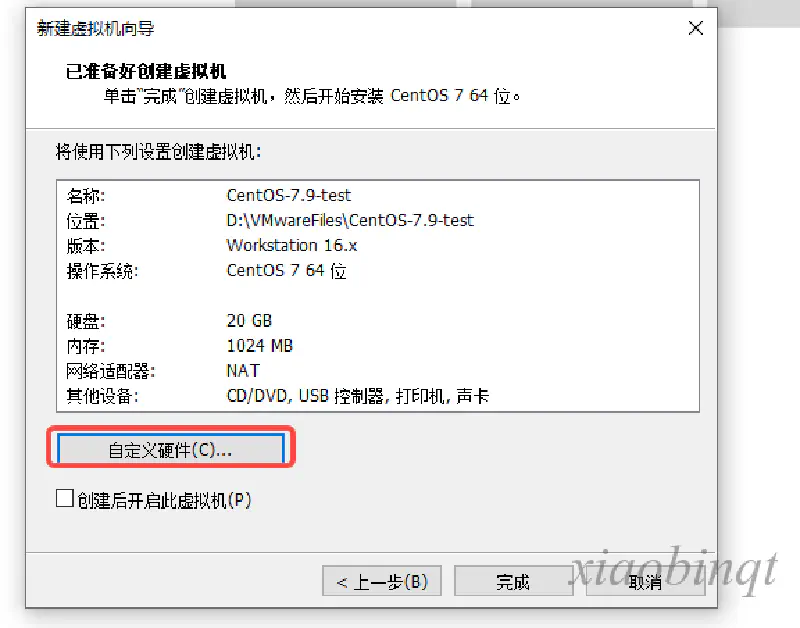 新建虚拟机向导
已准备好创建虚拟机
单击"完成"创建虚拟机，然后开始安装 CentOS 7 64 位。
将使用下列设置创建虚拟机:
名称: CentOS-7.9-test
位置: D:\VMwareFiles\CentOS-7.9-test
版本: Workstation 16.x
操作系统: CentOS 7 64 位
硬盘: 20 GB
内存: 1024 MB
网络适配器: NAT
其他设备: CD/DVD, USB 控制器, 打印机, 声卡
自定义硬件(C)...
创建后开启此虚拟机(P)
< 上一步(B) 完成 取消
xiaobinqt